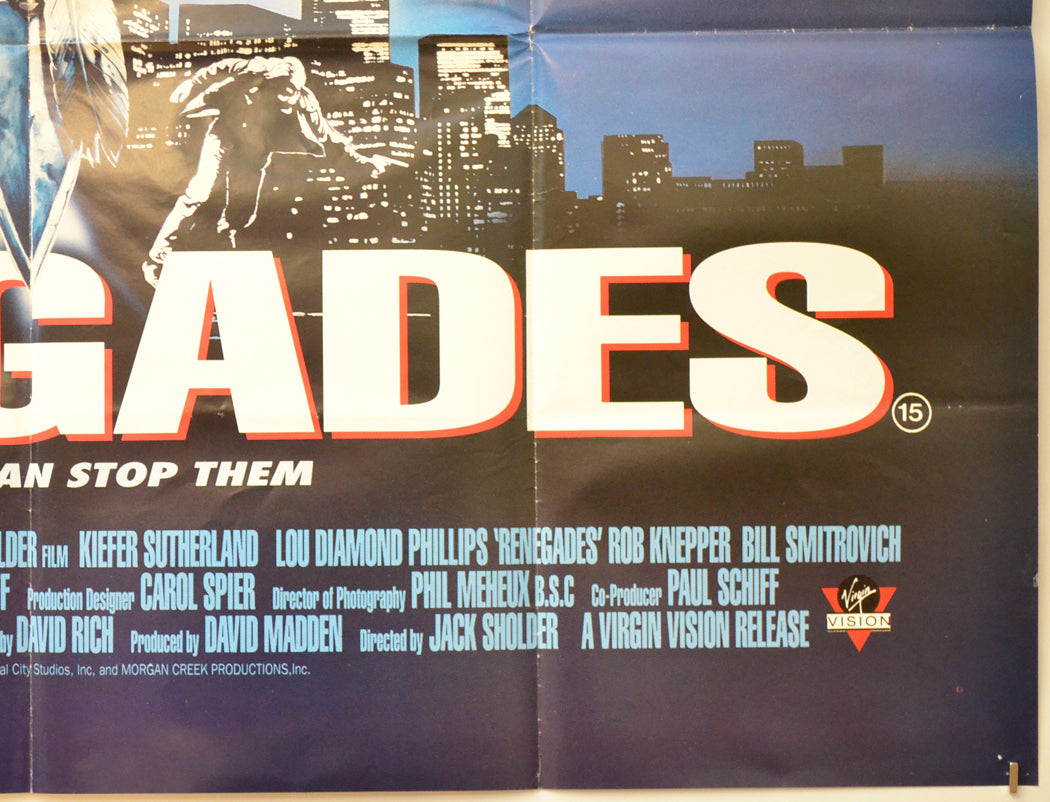 GADES
15
AN STOP THEM
LDER FILM KIEFER SUTHERLAND LOU DIAMOND PHILLIPS 'RENEGADES' ROB KNEPPER BILL SMITROVICH
F Production Designer CAROL SPIER Director of Photography PHIL MEHEUX B.S.C Co-Producer PAUL SCHIFF
by DAVID RICH Produced by DAVID MADDEN Directed by JACK SHOLDER A VIRGIN VISION RELEASE
Virgin
VISION
al City Studios, Inc. and MORGAN CREEK PRODUCTIONS,Inc.